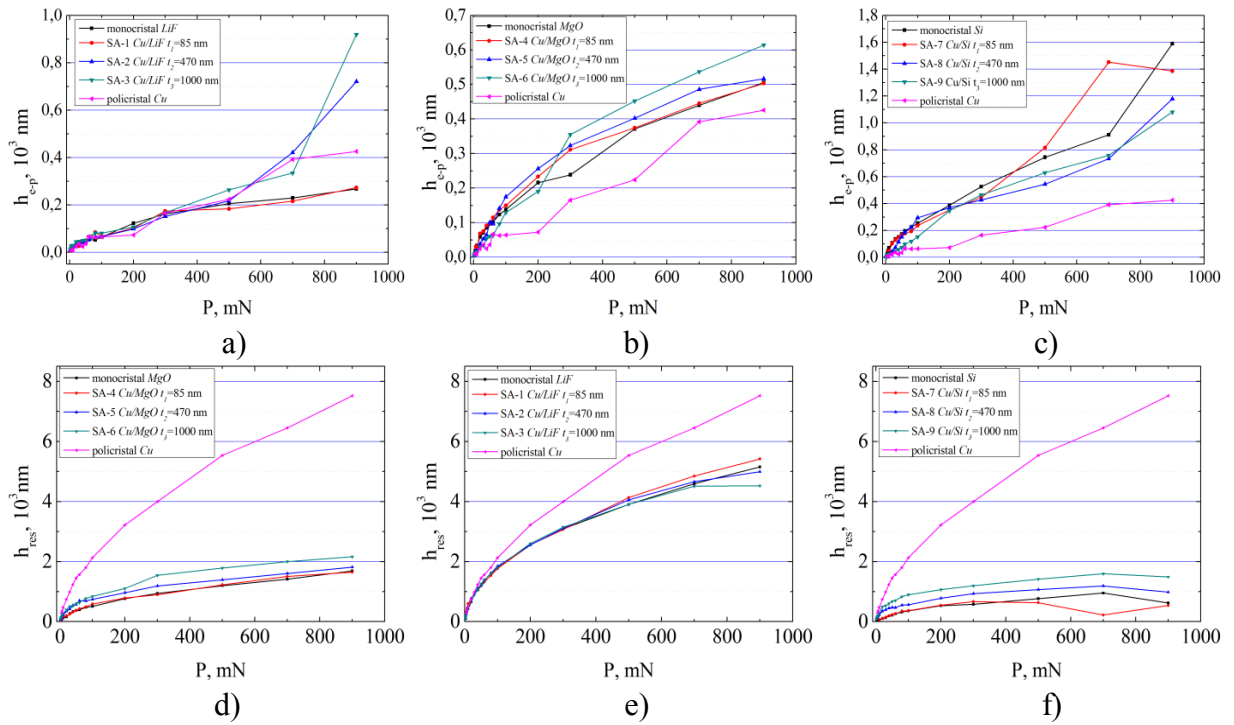 monocristal LiF
SA-1 Cu/LiF t₁=85 nm
SA-2 Cu/LiF t₂=470 nm
SA-3 Cu/LiF t₃=1000 nm
policristal Cu
h_e-p, 10³ nm
1,0
0,8
0,6
0,4
0,2
0,0
0 200 400 600 800 1000
P, mN
a)
monocristal MgO
SA-4 Cu/MgO t₁=85 nm
SA-5 Cu/MgO t₂=470 nm
SA-6 Cu/MgO t₃=1000 nm
policristal Cu
h_e-p, 10³ nm
0,7
0,6
0,5
0,4
0,3
0,2
0,1
0,0
0 200 400 600 800 1000
P, mN
b)
monocristal Si
SA-7 Cu/Si t₁=85 nm
SA-8 Cu/Si t₂=470 nm
SA-9 Cu/Si t₃=1000 nm
policristal Cu
h_e-p, 10³ nm
1,8
1,6
1,4
1,2
1,0
0,8
0,6
0,4
0,2
0,0
0 200 400 600 800 1000
P, mN
c)
monocristal MgO
SA-4 Cu/MgO t₁=85 nm
SA-5 Cu/MgO t₂=470 nm
SA-6 Cu/MgO t₃=1000 nm
policristal Cu
h_res, 10³ nm
8
6
4
2
0
0 200 400 600 800 1000
P, mN
d)
monocristal LiF
SA-1 Cu/LiF t₁=85 nm
SA-2 Cu/LiF t₂=470 nm
SA-3 Cu/LiF t₃=1000 nm
policristal Cu
h_res, 10³ nm
8
6
4
2
0
0 200 400 600 800 1000
P, mN
e)
monocristal Si
SA-7 Cu/Si t₁=85 nm
SA-8 Cu/Si t₂=470 nm
SA-9 Cu/Si t₃=1000 nm
policristal Cu
h_res, 10³ nm
8
6
4
2
0
0 200 400 600 800 1000
P, mN
f)